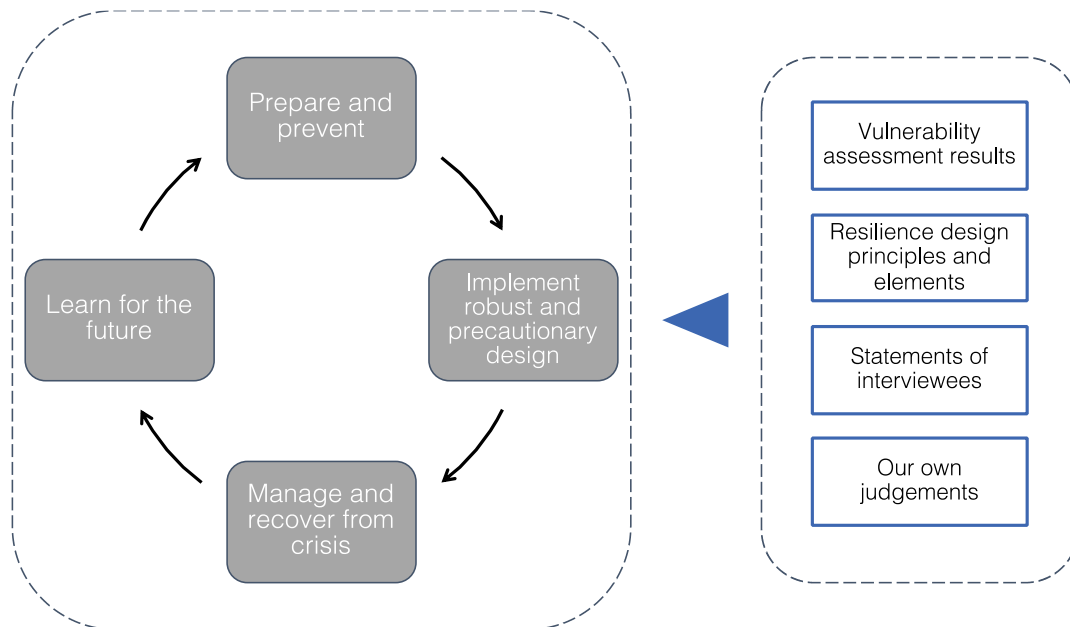 Prepare and
prevent
Implement
robust and
precautionary
design
Manage and
recover from
crisis
Learn for the
future
Vulnerability
assessment results
Resilience design
principles and
elements
Statements of
interviewees
Our own
judgements